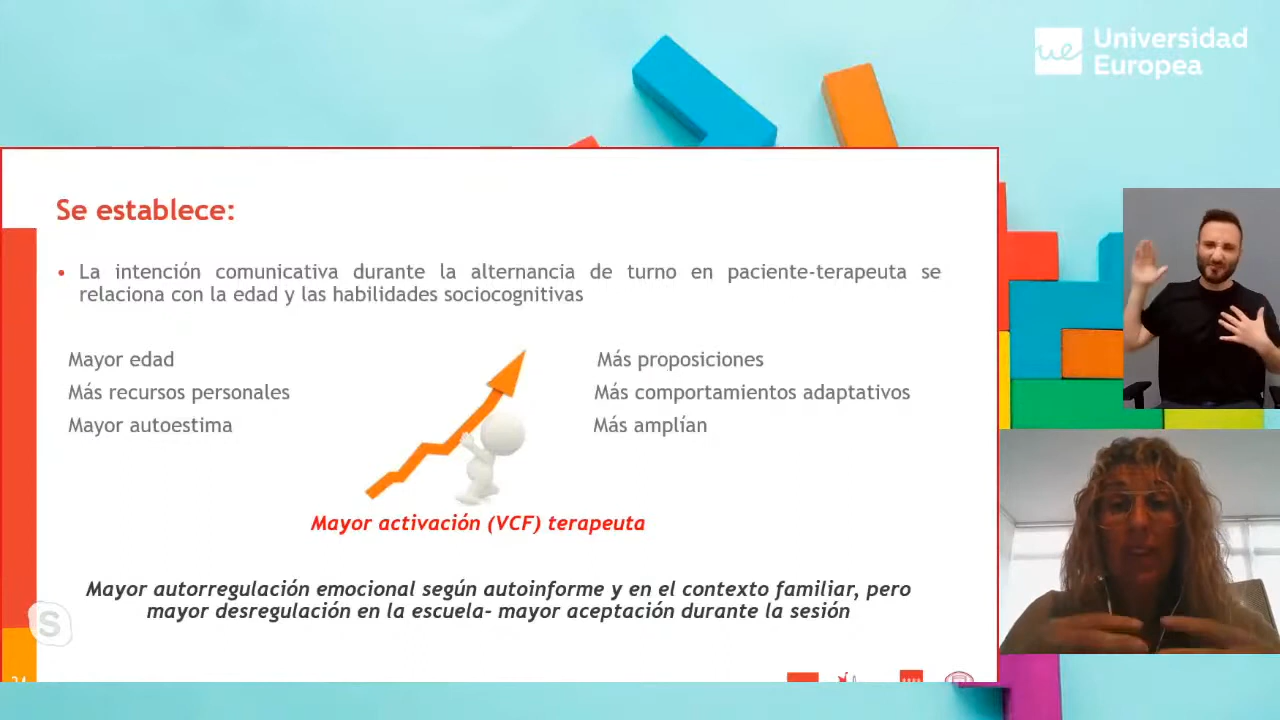 Universidad
Europea
ue
Se establece:
• La intención comunicativa durante la alternancia de turno en paciente-terapeuta se
relaciona con la edad y las habilidades sociocognitivas
Mayor edad
Más recursos personales
Mayor autoestima
Más proposiciones
Más comportamientos adaptativos
Más amplían
Mayor activación (VCF) terapeuta
Mayor autorregulación emocional según autoinforme y en el contexto familiar, pero
mayor desregulación en la escuela- mayor aceptación durante la sesión
S